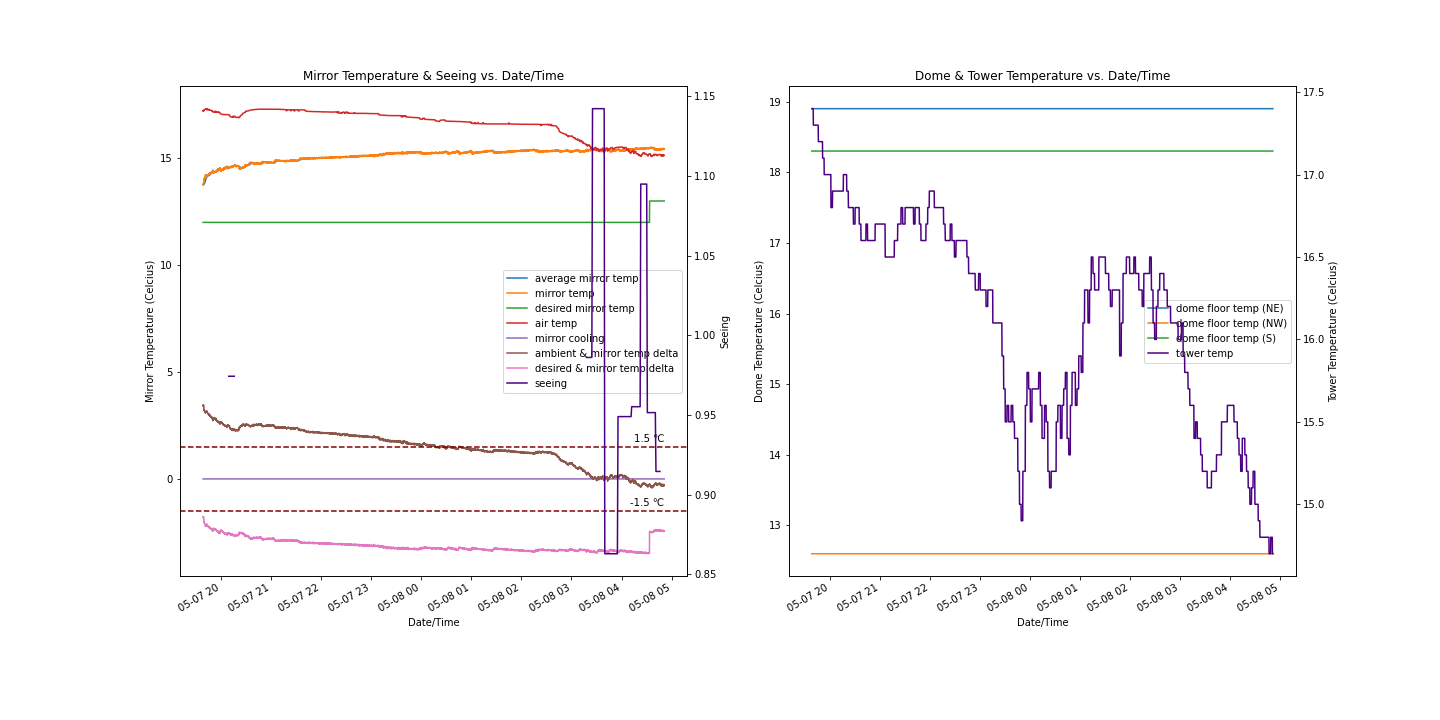 Mirror Temperature & Seeing vs. Date/Time
Mirror Temperature (Celcius)
15
10
5
0
1.15
1.10
1.05
1.00
0.95
0.90
0.85
Seeing
average mirror temp
mirror temp
desired mirror temp
air temp
mirror cooling
ambient & mirror temp delta
desired & mirror temp delta
seeing
1.5 °C
-1.5 °C
05-07 20
05-07 21
05-07 22
05-07 23
05-08 00
05-08 01
05-08 02
05-08 03
05-08 04
05-08 05
Date/Time
Dome & Tower Temperature vs. Date/Time
Dome Temperature (Celcius)
19
18
17
16
15
14
13
17.5
17.0
16.5
16.0
15.5
15.0
Tower Temperature (Celcius)
dome floor temp (NE)
dome floor temp (NW)
dome floor temp (S)
tower temp
05-07 20
05-07 21
05-07 22
05-07 23
05-08 00
05-08 01
05-08 02
05-08 03
05-08 04
05-08 05
Date/Time